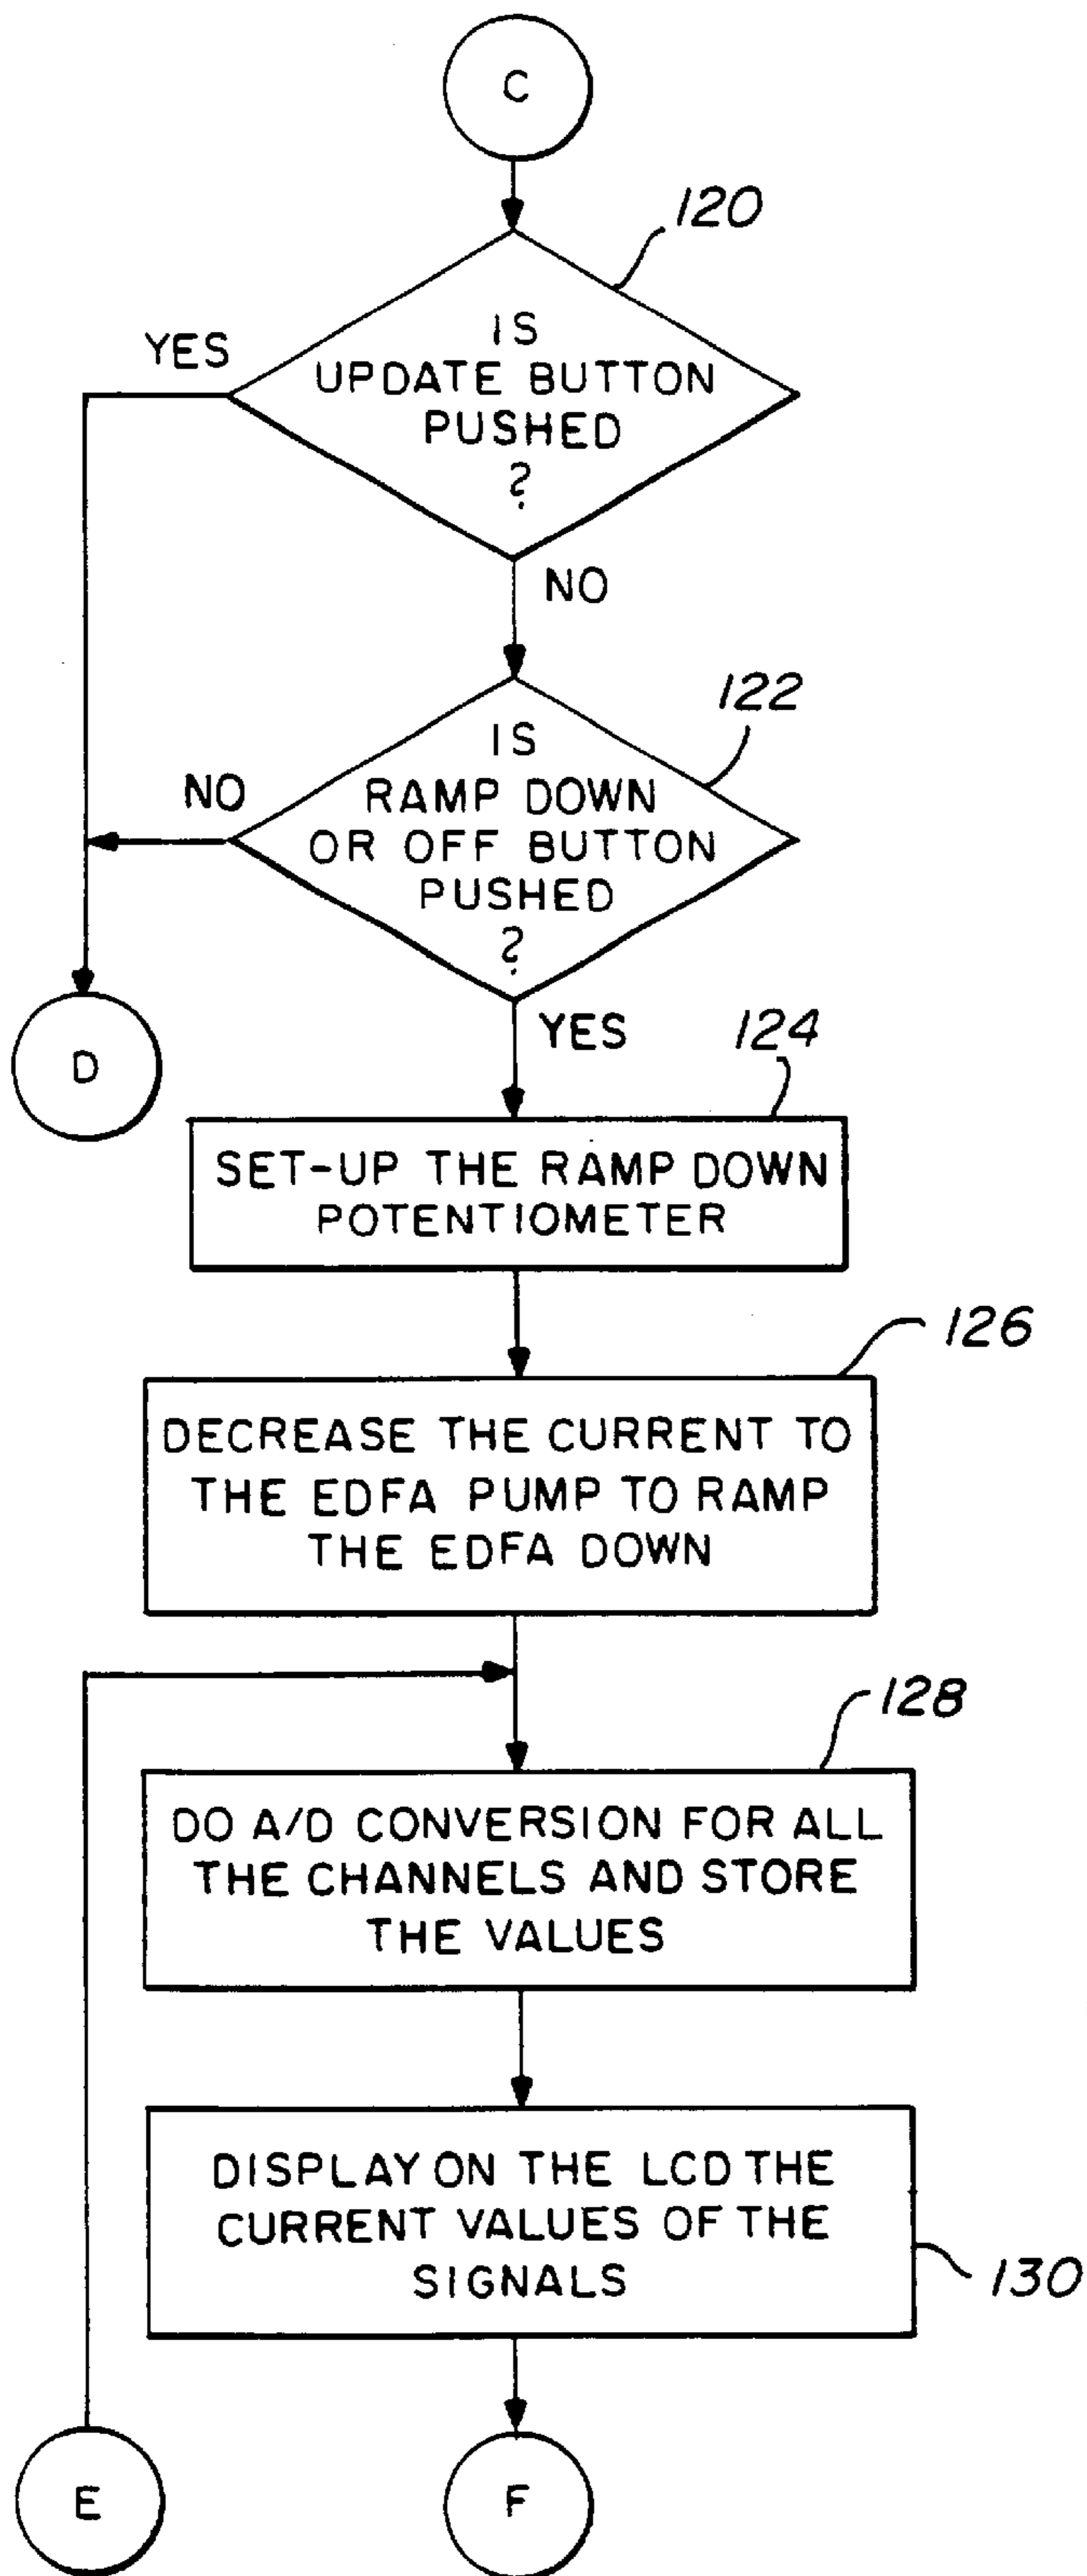 C
120
IS
YES
UPDATE BUTTON
PUSHED
?
NO
122
IS
NO
RAMP DOWN
OR OFF BUTTON
PUSHED
?
D
YES
124
SET-UP THE RAMP DOWN
POTENTIOMETER
126
DECREASE THE CURRENT TO
THE EDFA PUMP TO RAMP
THE EDFA DOWN
128
DO A/D CONVERSION FOR ALL
THE CHANNELS AND STORE
THE VALUES
DISPLAY ON THE LCD THE
CURRENT VALUES OF THE
SIGNALS
130
E
F